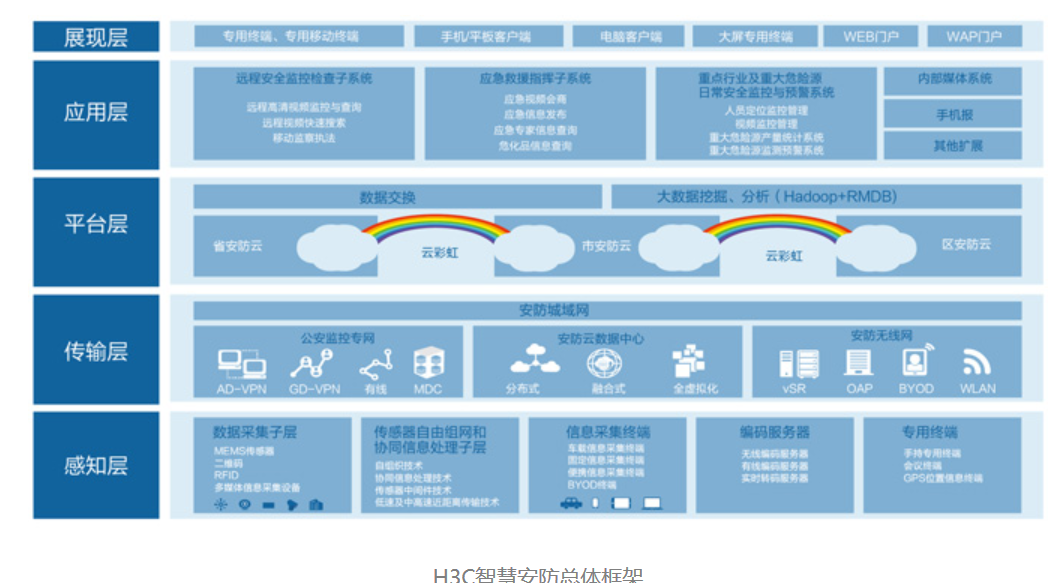 展现层
专用终端、专用移动终端
手机/平板客户端
电脑客户端
大屏专用终端
WEB门户
WAP门户
应用层
远程安全监控检查子系统
远程高清视频监控与查询
远程视频快速搜索
移动监察执法
应急救援指挥子系统
应急视频会商
应急信息发布
应急专家信息查询
危化品信息查询
重点行业及重大危险源
日常安全监控与预警系统
人员定位监控管理
视频监控管理
重大危险源产量统计系统
重大危险源监测预警系统
内部媒体系统
手机报
其他扩展
平台层
数据交换
大数据挖掘、分析（Hadoop+RMDB）
省安防云
云彩虹
市安防云
云彩虹
区安防云
传输层
安防城域网
公安监控专网
AD-VPN
GD-VPN
有线
MDC
安防云数据中心
分布式
融合式
全虚拟化
安防无线网
vSR
OAP
BYOD
WLAN
感知层
数据采集子层
MEMS传感器
二维码
RFID
多媒体信息采集设备
传感器自由组网和
协同信息处理子层
自组织技术
协同信息处理技术
传感器中间件技术
低速及中高速近距离传输技术
信息采集终端
车载信息采集终端
固定信息采集终端
便携信息采集终端
BYOD终端
编码服务器
无线编码服务器
有线编码服务器
实时转码服务器
专用终端
手持专用终端
会议终端
GPS位置信息终端
H3C智慧安防总体框架